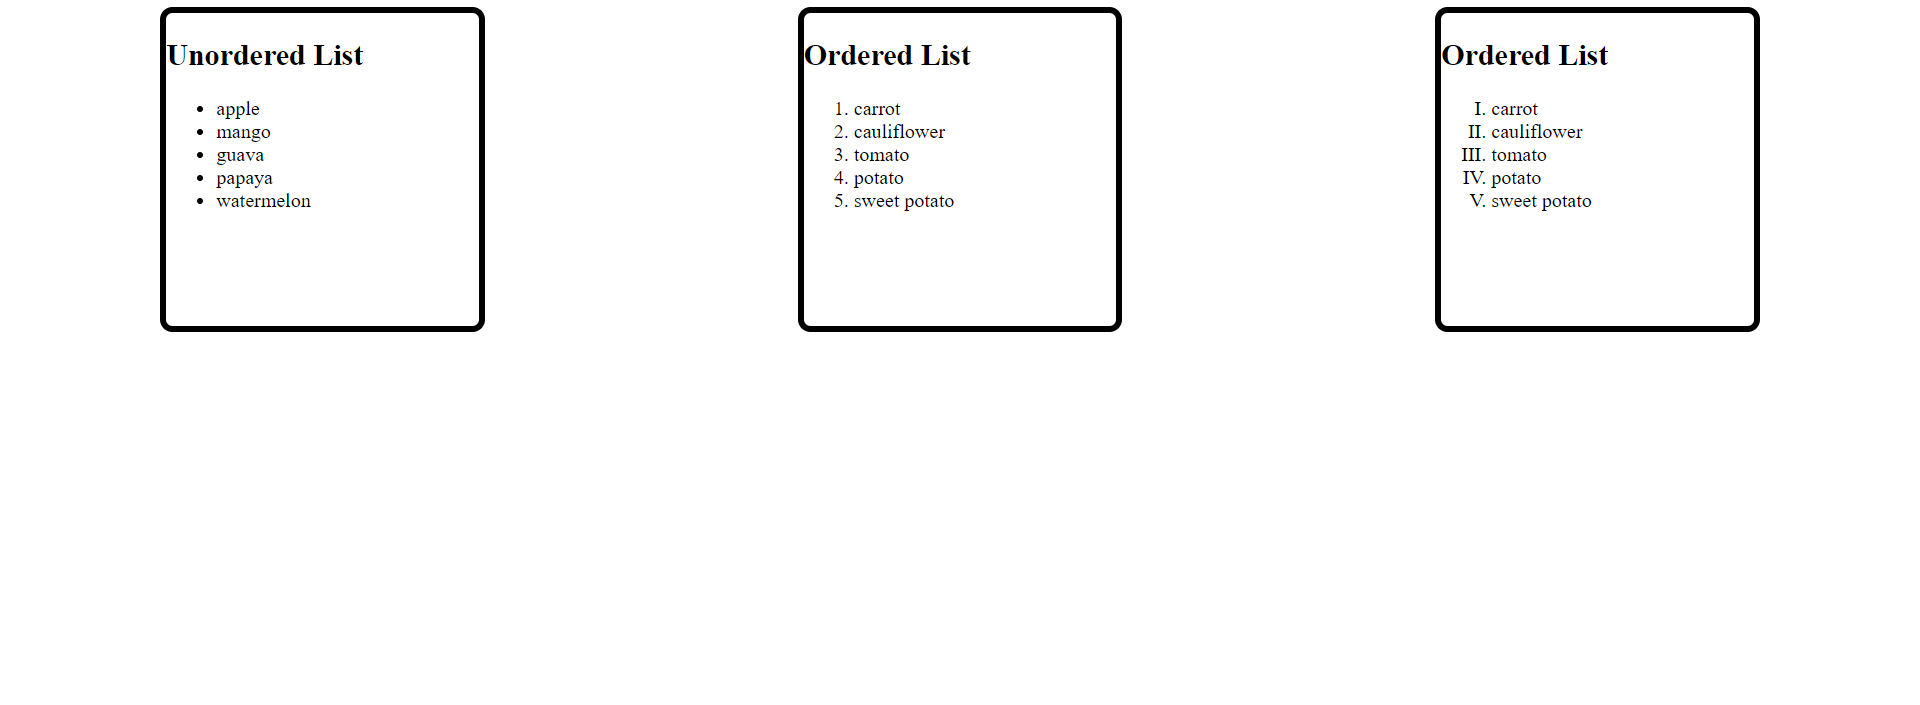 Unordered List
• apple
• mango
• guava
• papaya
• watermelon
Ordered List
1. carrot
2. cauliflower
3. tomato
4. potato
5. sweet potato
Ordered List
I. carrot
II. cauliflower
III. tomato
IV. potato
V. sweet potato